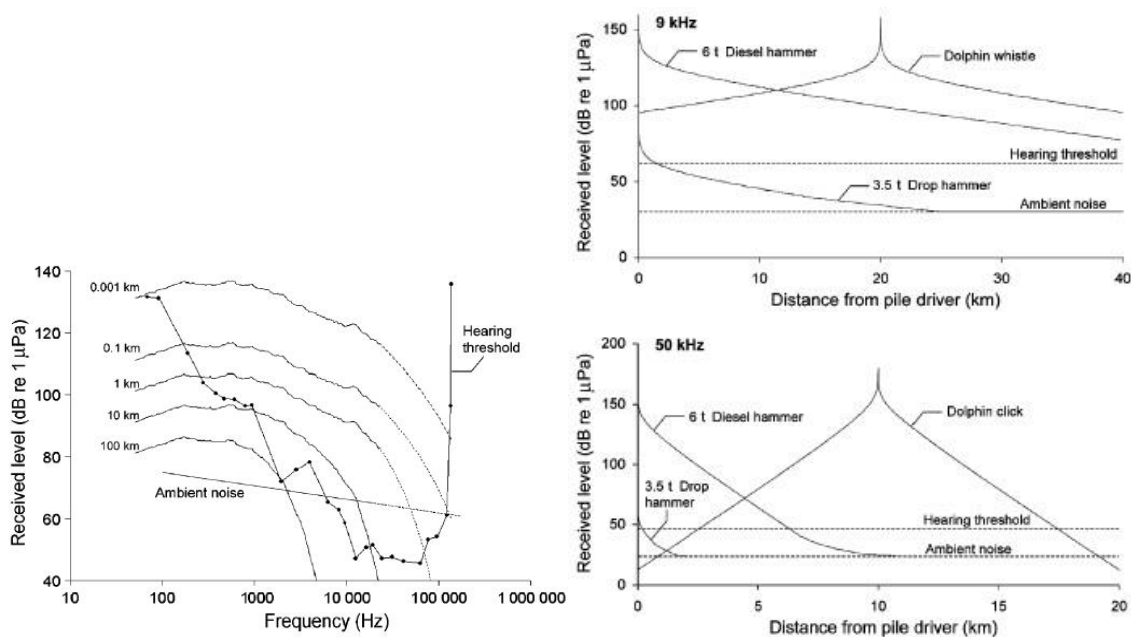 140
120
100
80
60
40
Received level (dB re 1 μPa)
0.001 km
0.1 km
1 km
10 km
100 km
Ambient noise
Hearing
threshold
10
100
1000
10 000
100 000
1 000 000
Frequency (Hz)
9 kHz
150
100
50
0
Received level (dB re 1 μPa)
6 t Diesel hammer
Dolphin whistle
Hearing threshold
3.5 t Drop hammer
Ambient noise
0
10
20
30
40
Distance from pile driver (km)
50 kHz
200
150
100
50
0
Received level (dB re 1 μPa)
6 t Diesel hammer
Dolphin click
3.5 t Drop
hammer
Hearing threshold
Ambient noise
0
5
10
15
20
Distance from pile driver (km)